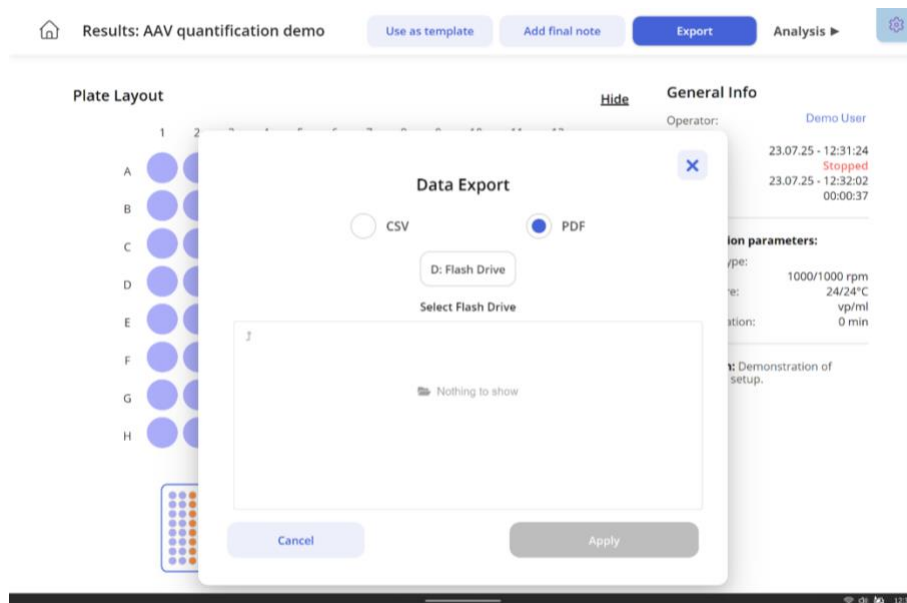 Results: AAV quantification demo
Use as template
Add final note
Export
Analysis ▶
Plate Layout
Hide
1 2
A
B
C
D
E
F
G
H
General Info
Operator: Demo User
23.07.25 - 12:31:24
Stopped
23.07.25 - 12:32:02
00:00:37
ion parameters:
ype:
1000/1000 rpm
re: 24/24°C
vp/ml
ation: 0 min
n: Demonstration of
setup.
Data Export
CSV
PDF
D: Flash Drive
Select Flash Drive
Nothing to show
Cancel
Apply